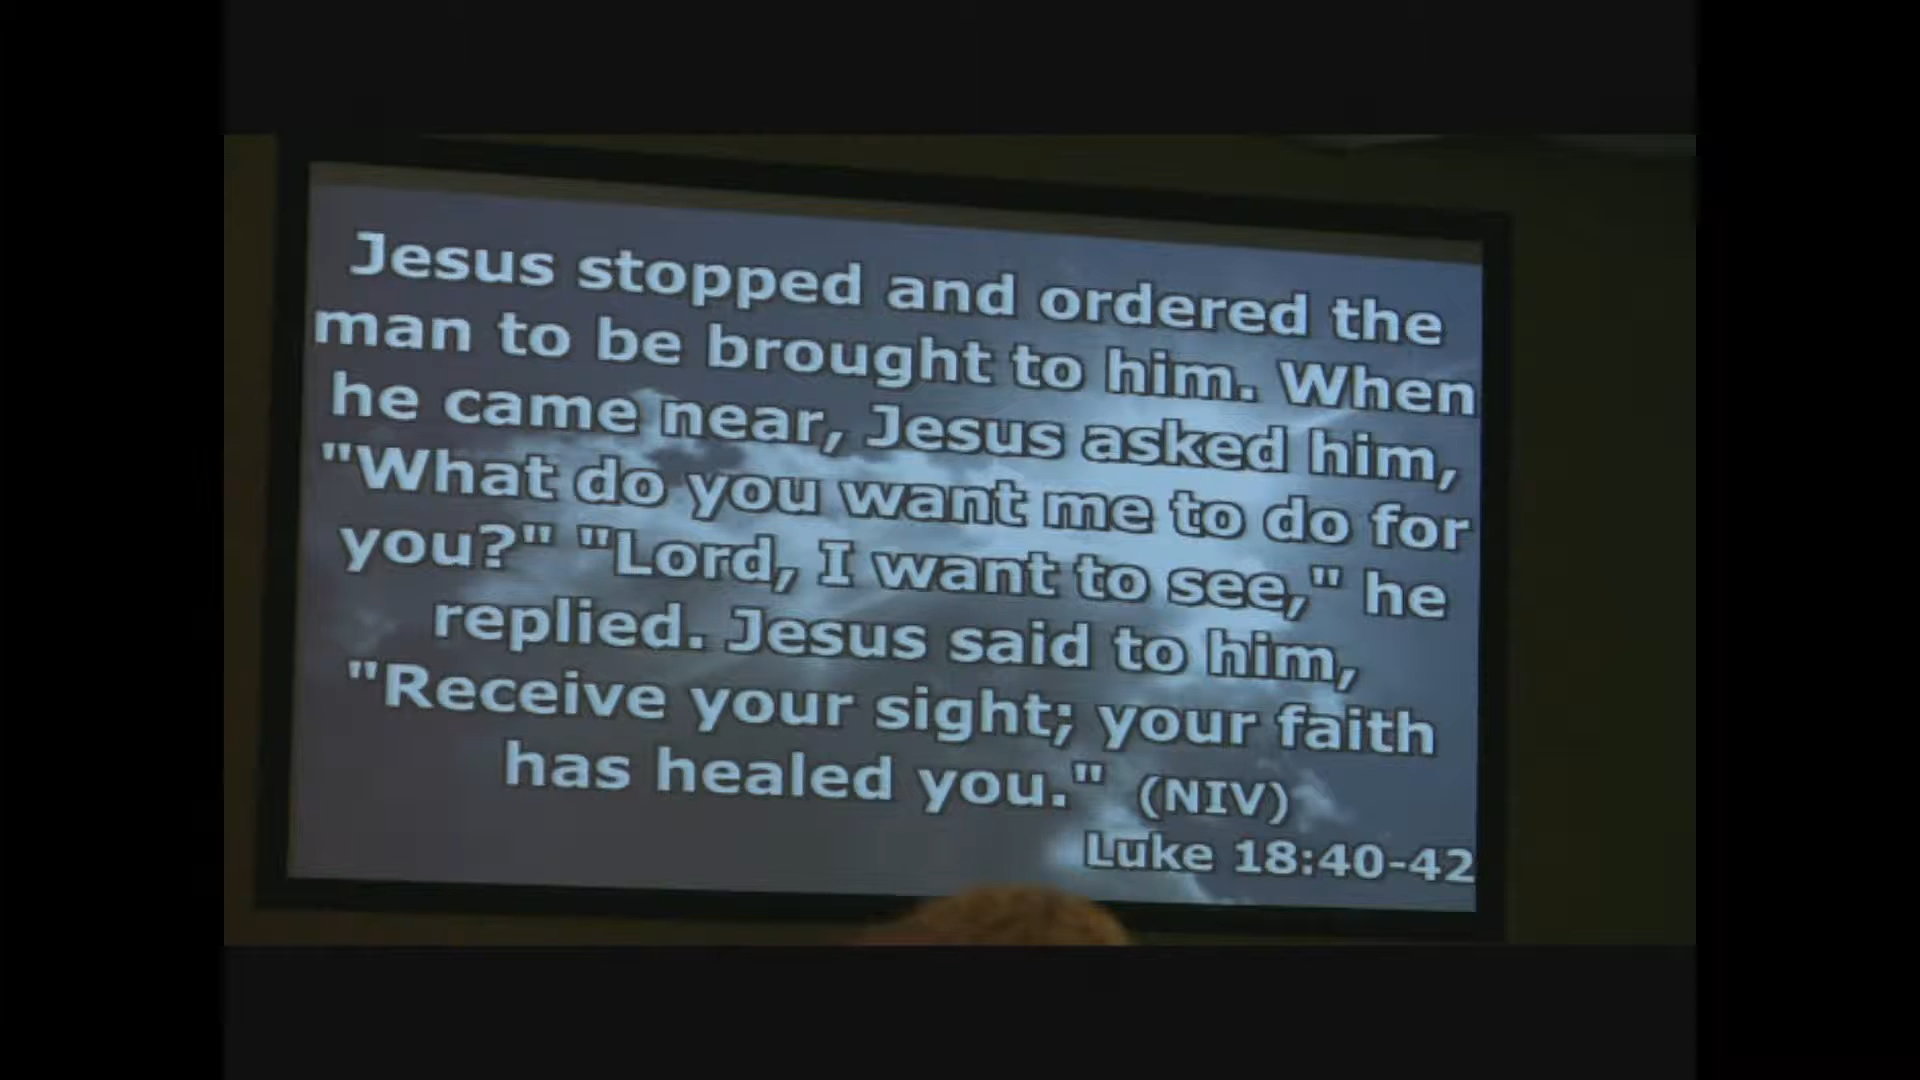 Jesus stopped and ordered the
man to be brought to him. When
he came near, Jesus asked him,
"What do you want me to do for
you?" "Lord, I want to see," he
replied. Jesus said to him,
"Receive your sight; your faith
has healed you." (NIV)
Luke 18:40-42